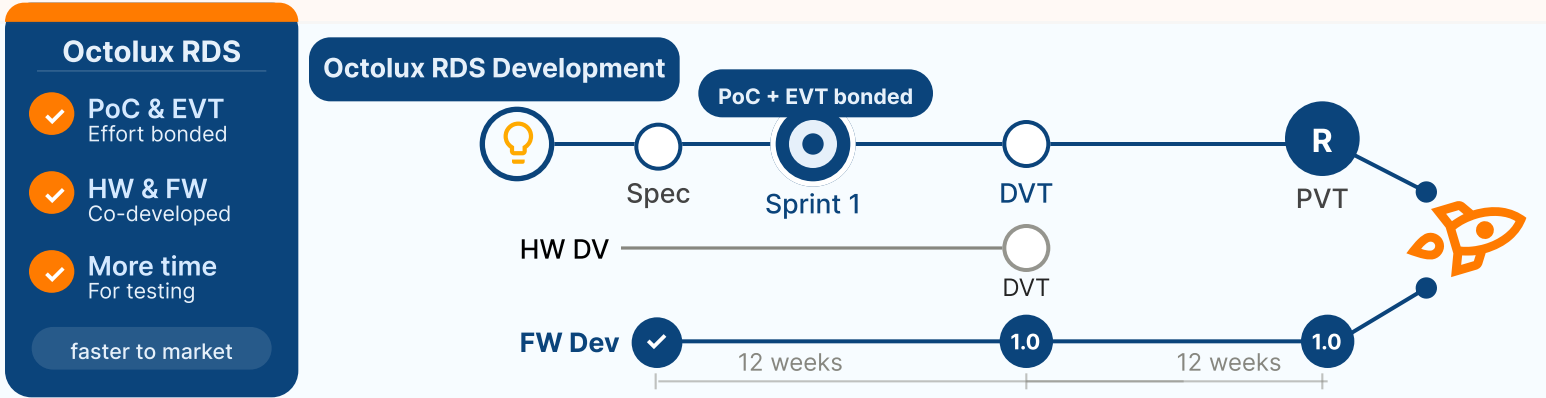 Octolux RDS
PoC & EVT
Effort bonded
HW & FW
Co-developed
More time
For testing
faster to market
Octolux RDS Development
PoC + EVT bonded
R
Spec
Sprint 1
DVT
PVT
HW DV
DVT
FW Dev
1.0
1.0
12 weeks
12 weeks